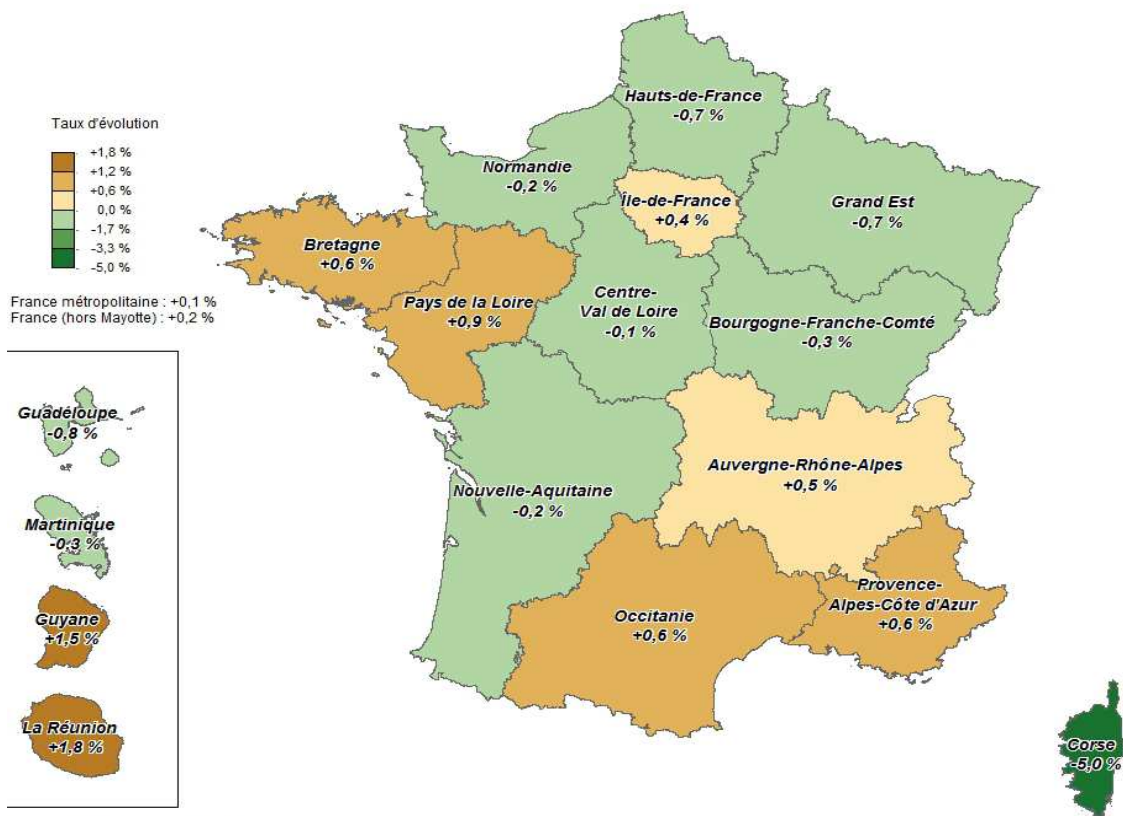 Taux d'évolution
+1,8 %
+1,2 %
+0,6 %
0,0 %
-1,7 %
-3,3 %
-5,0 %
France métropolitaine : +0,1 %
France (hors Mayotte) : +0,2 %
Hauts-de-France
-0,7 %
Normandie
-0,2 %
Île-de-France
+0,4 %
Grand Est
-0,7 %
Bretagne
+0,6 %
Pays de la Loire
+0,9 %
Centre-
Val de Loire
-0,1 %
Bourgogne-Franche-Comté
-0,3 %
Auvergne-Rhône-Alpes
+0,5 %
Nouvelle-Aquitaine
-0,2 %
Occitanie
+0,6 %
Provence-
Alpes-Côte d'Azur
+0,6 %
Corse
-5,0 %
Guadéloupe
-0,8 %
Martinique
-0,3 %
Guyane
+1,5 %
La Réunion
+1,8 %